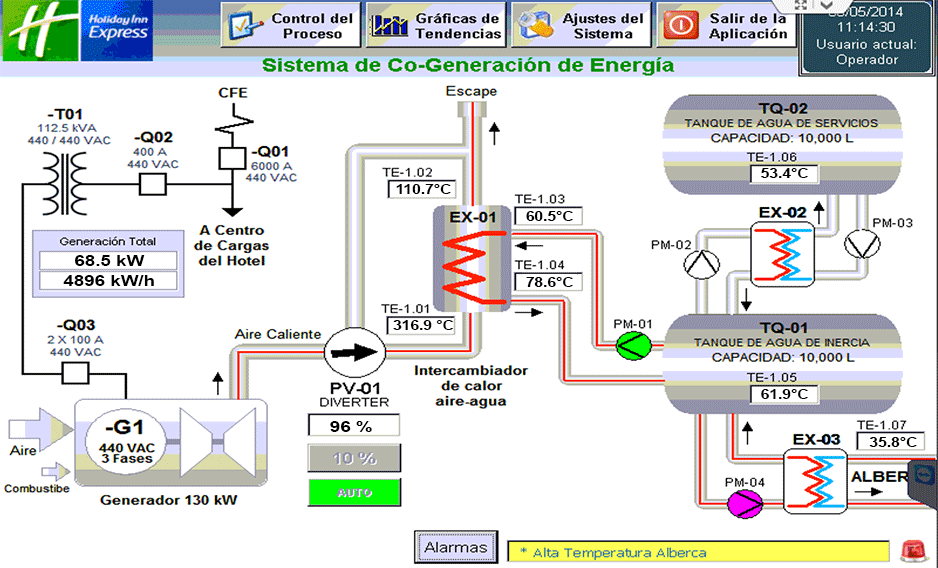 Holiday Inn
Express
Control del
Proceso
Gráficas de
Tendencias
Ajustes del
Sistema
Salir de la
Aplicación
/05/2014
11:14:30
Usuario actual:
Operador
Sistema de Co-Generación de Energía
-T01
112.5 kVA
440 / 440 VAC
-Q02
400 A
440 VAC
CFE
-Q01
6000 A
440 VAC
A Centro
de Cargas
del Hotel
Generación Total
68.5 kW
4896 kW/h
-Q03
2 X 100 A
440 VAC
Aire Caliente
Aire
Combustibe
-G1
440 VAC
3 Fases
Generador 130 kW
PV-01
DIVERTER
96 %
10 %
AUTO
Escape
TE-1.02
110.7°C
EX-01
TE-1.03
60.5°C
TE-1.04
78.6°C
TE-1.01
316.9 °C
Intercambiador
de calor
aire-agua
PM-01
TQ-02
TANQUE DE AGUA DE SERVICIOS
CAPACIDAD: 10,000 L
TE-1.06
53.4°C
EX-02
PM-02
PM-03
TQ-01
TANQUE DE AGUA DE INERCIA
CAPACIDAD: 10,000 L
TE-1.05
61.9°C
EX-03
TE-1.07
35.8°C
PM-04
ALBER
Alarmas
* Alta Temperatura Alberca